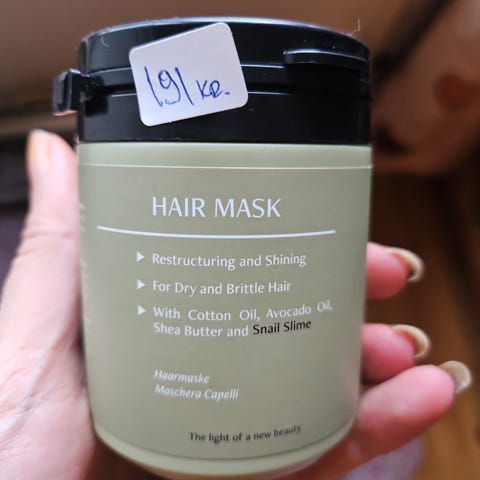 191 KR.
HAIR MASK
Restructuring and Shining
For Dry and Brittle Hair
With Cotton Oil, Avocado Oil,
Shea Butter and Snail Slime
Haarmaske
Maschera Capelli
The light of a new beauty